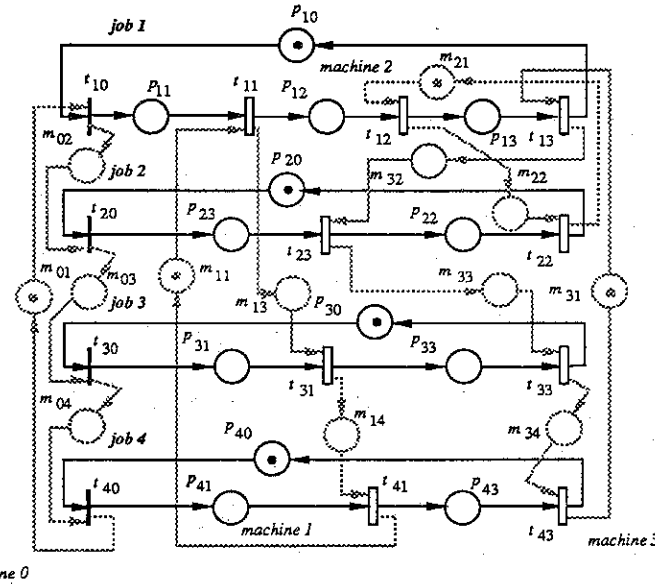 job 1
p10
machine 2
m21
t10
p11
t11
p12
t12
p13
t13
m02
job 2
p20
m32
m22
t20
p23
t23
p22
t22
m01
m03
job 3
m11
m13
p30
m33
m31
t30
p31
t31
p33
t33
m04
job 4
p40
m14
m34
t40
p41
t41
p43
t43
machine 1
machine 3
ne 0